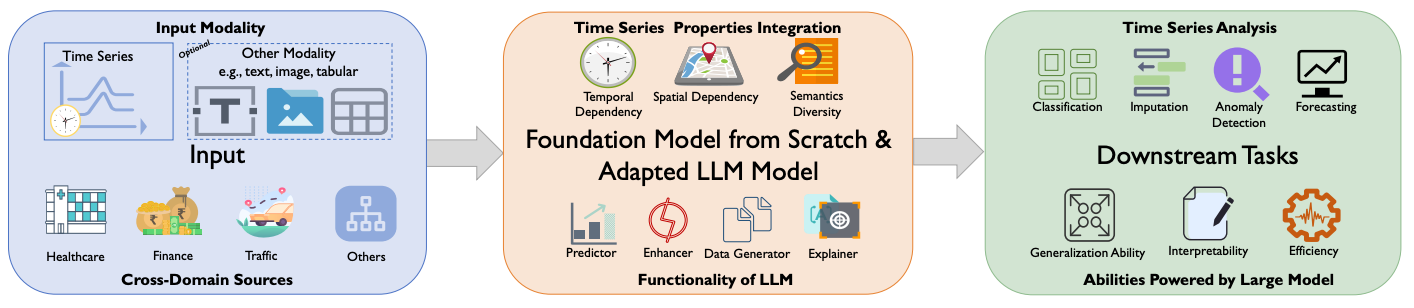 Input Modality
Time Series
Optional
Other Modality
e.g., text, image, tabular
T
Input
Healthcare
Finance
Traffic
Others
Cross-Domain Sources
Time Series Properties Integration
Temporal
Dependency
Spatial Dependency
Semantics
Diversity
Foundation Model from Scratch &
Adapted LLM Model
Predictor
Enhancer
Data Generator
Explainer
Functionality of LLM
Time Series Analysis
Classification
Imputation
Anomaly
Detection
Forecasting
Downstream Tasks
Generalization Ability
Interpretability
Efficiency
Abilities Powered by Large Model